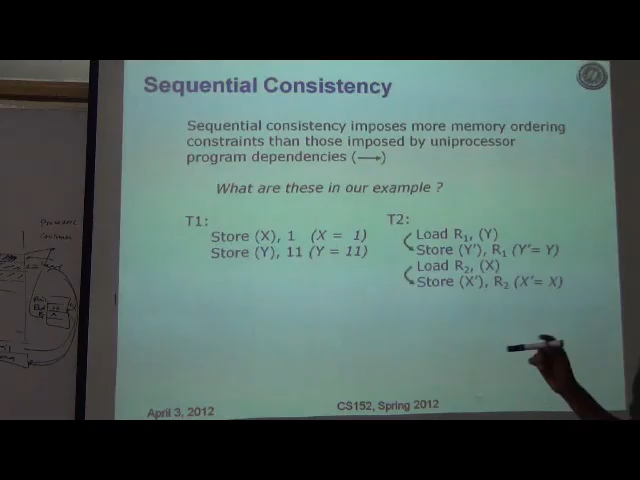 Sequential Consistency
Sequential consistency imposes more memory ordering
constraints than those imposed by uniprocessor
program dependencies (→)
What are these in our example ?
T1:
Store (X), 1 (X = 1)
Store (Y), 11 (Y = 11)
T2:
Load R1, (Y)
Store (Y'), R1 (Y'= Y)
Load R2, (X)
Store (X'), R2 (X'= X)
April 3, 2012
CS152, Spring 2012